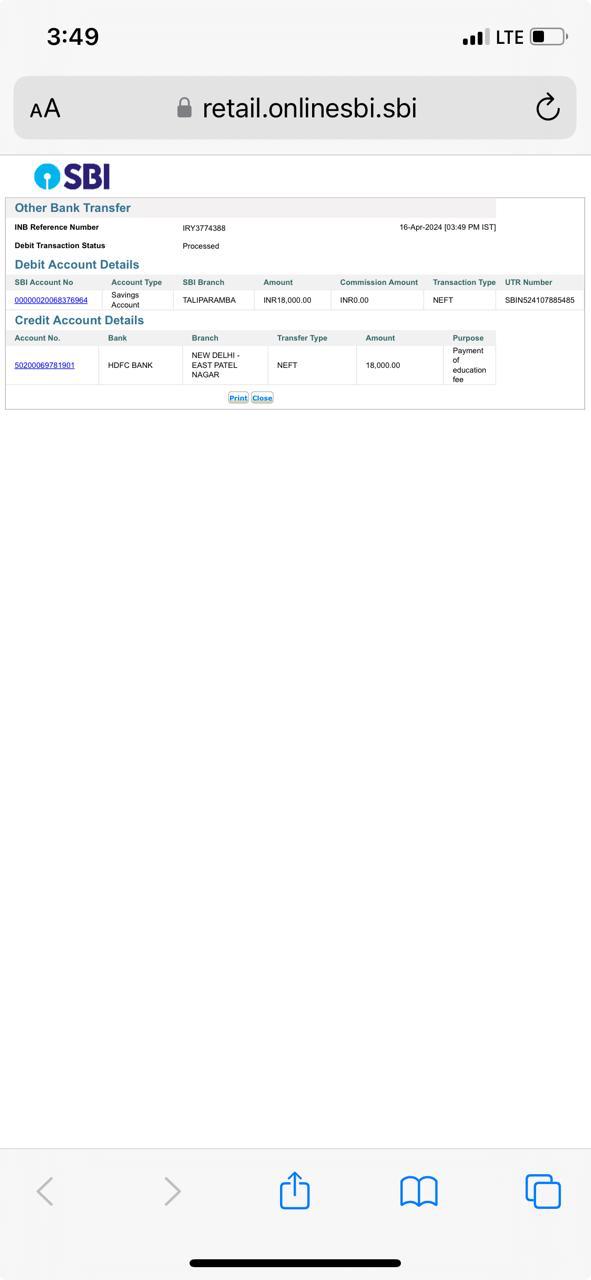 3:49 LTE
AA retail.onlinesbi.sbi
SBI
Other Bank Transfer
INB Reference Number IRY3774388 16-Apr-2024 [03:49 PM IST]
Debit Transaction Status Processed
Debit Account Details
SBI Account No Account Type SBI Branch Amount Commission Amount Transaction Type UTR Number
00000020068376964 Savings Account TALIPARAMBA INR18,000.00 INR0.00 NEFT SBIN524107885485
Credit Account Details
Account No. Bank Branch Transfer Type Amount Purpose
50200069781901 HDFC BANK NEW DELHI - EAST PATEL NAGAR NEFT 18,000.00 Payment of education fee
Print Close